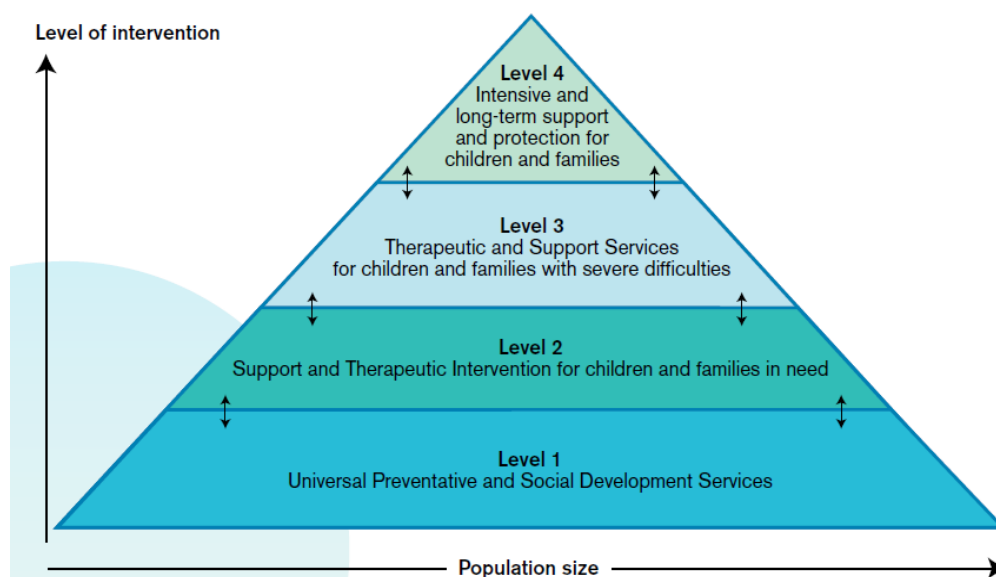 Level of intervention
Level 4
Intensive and
long-term support
and protection for
children and families
Level 3
Therapeutic and Support Services
for children and families with severe difficulties
Level 2
Support and Therapeutic Intervention for children and families in need
Level 1
Universal Preventative and Social Development Services
Population size